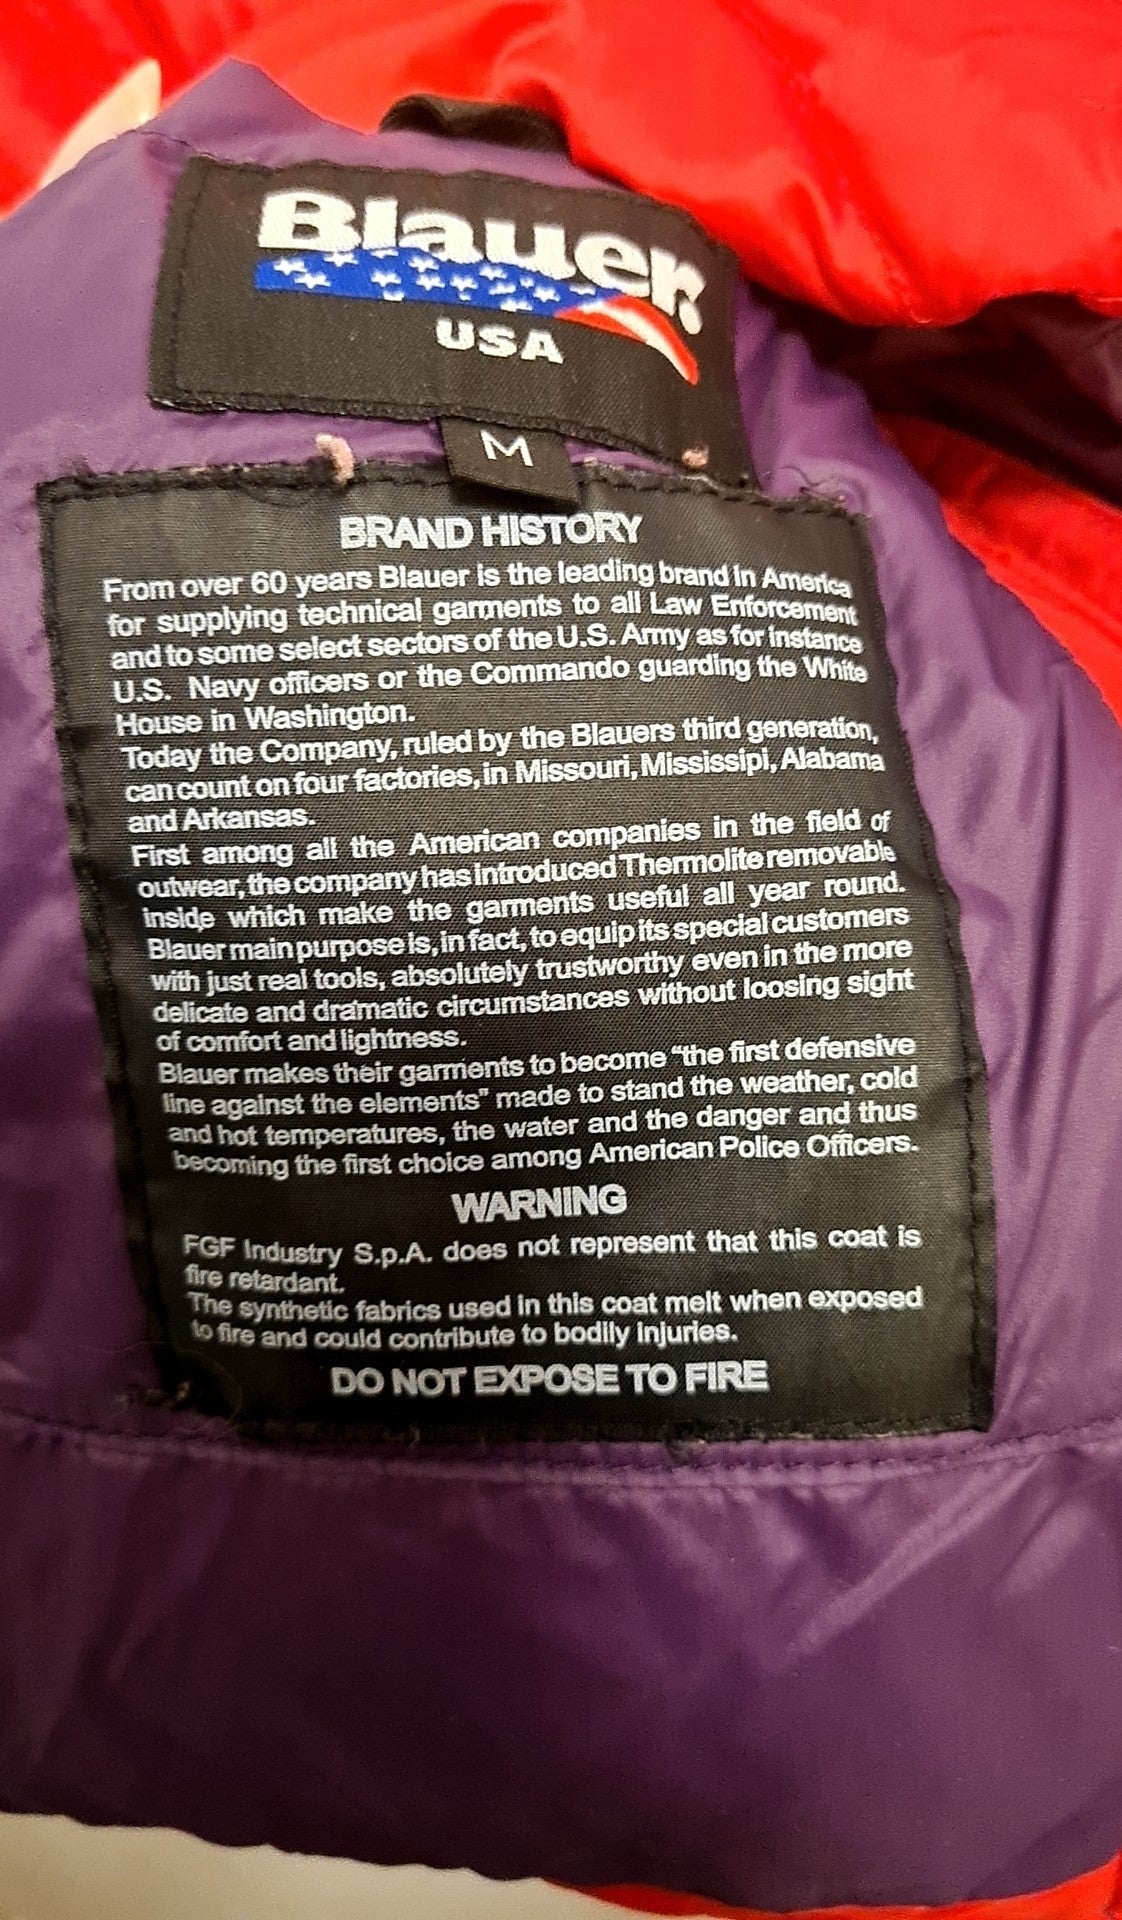 Blauer.
USA
M
BRAND HISTORY
From over 60 years Blauer is the leading brand in America
for supplying technical garments to all Law Enforcement
and to some select sectors of the U.S. Army as for instance
U.S. Navy officers or the Commando guarding the White
House in Washington.
Today the Company, ruled by the Blauers third generation,
can count on four factories, in Missouri, Mississipi, Alabama
and Arkansas.
First among all the American companies in the field of
outwear, the company has introduced Thermolite removable
inside which make the garments useful all year round.
Blauer main purpose is, in fact, to equip its special customers
with just real tools, absolutely trustworthy even in the more
delicate and dramatic circumstances without loosing sight
of comfort and lightness.
Blauer makes their garments to become “the first defensive
line against the elements” made to stand the weather, cold
and hot temperatures, the water and the danger and thus
becoming the first choice among American Police Officers.
WARNING
FGF Industry S.p.A. does not represent that this coat is
fire retardant.
The synthetic fabrics used in this coat melt when exposed
to fire and could contribute to bodily injuries.
DO NOT EXPOSE TO FIRE